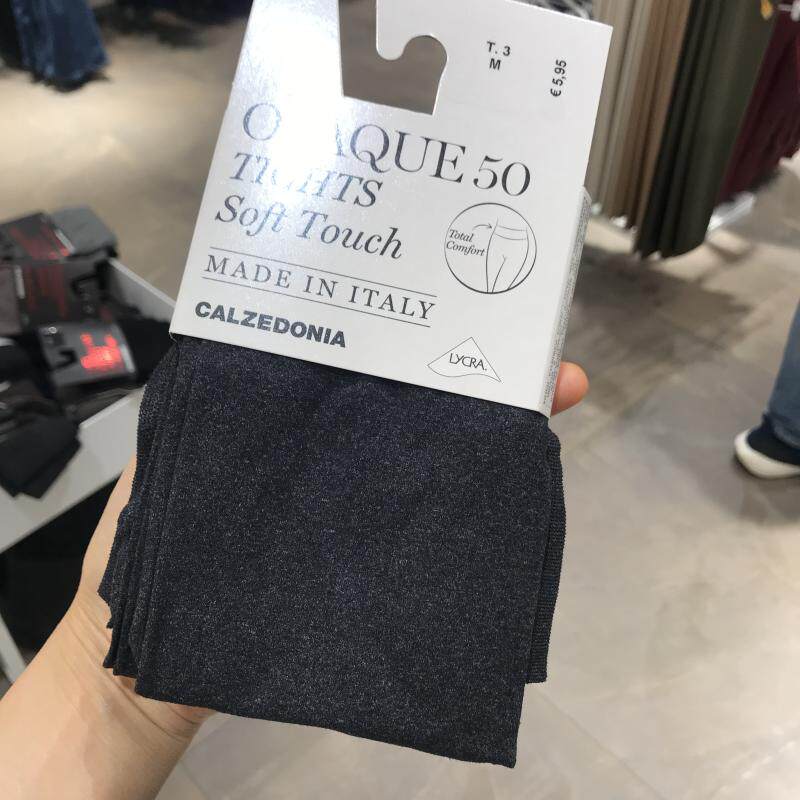 T. 3
M
€ 5,95
OPAQUE 50
TIGHTS
Soft Touch
Total
Comfort
MADE IN ITALY
CALZEDONIA
LYCRA.